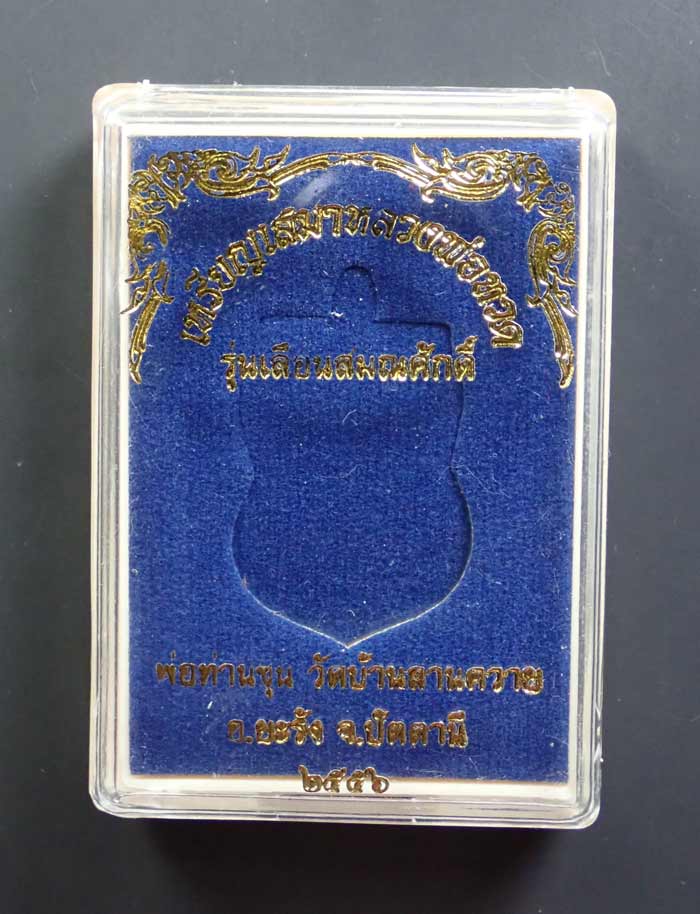 เหรียญเสมาหลวงพ่อทวด
รุ่นเลื่อนสมณศักดิ์
พ่อท่านขุน วัดบ้านลานควาย
อ.ยะรัง จ.ปัตตานี
๒๕๕๖